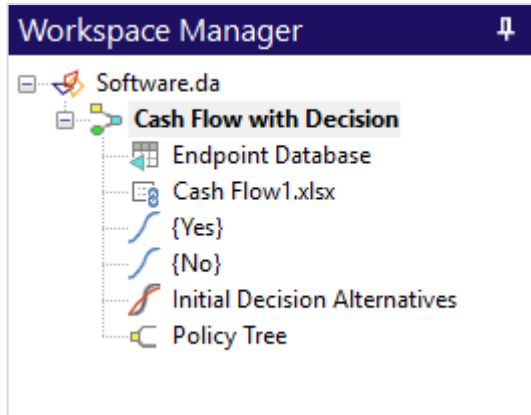 Workspace Manager
Software.da
Cash Flow with Decision
Endpoint Database
Cash Flow1.xlsx
{Yes}
{No}
Initial Decision Alternatives
Policy Tree